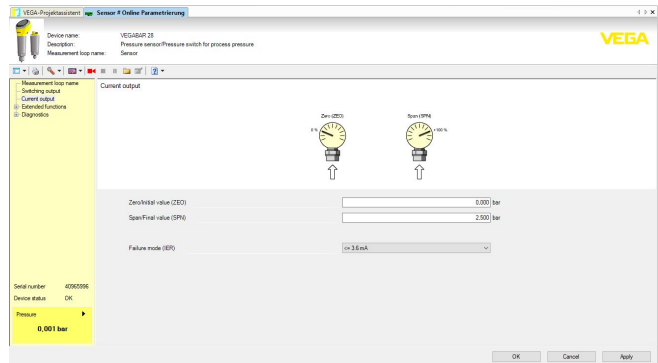 VEGA-Projektassistent
Sensor # Online Parametrierung
Device name: VEGABAR 28
Description: Pressure sensor/Pressure switch for process pressure
Measurement loop name: Sensor
VEGA
Measurement loop name
Switching output
Current output
Extended functions
Diagnostics
Current output
Zero (ZEO)
Span (SPN)
0 %
+100 %
Zero/Initial value (ZEO) 0,000 bar
Span/Final value (SPN) 2,500 bar
Failure mode (IER) <= 3.6 mA
Serial number 40965996
Device status OK
Pressure
0,001 bar
OK Cancel Apply